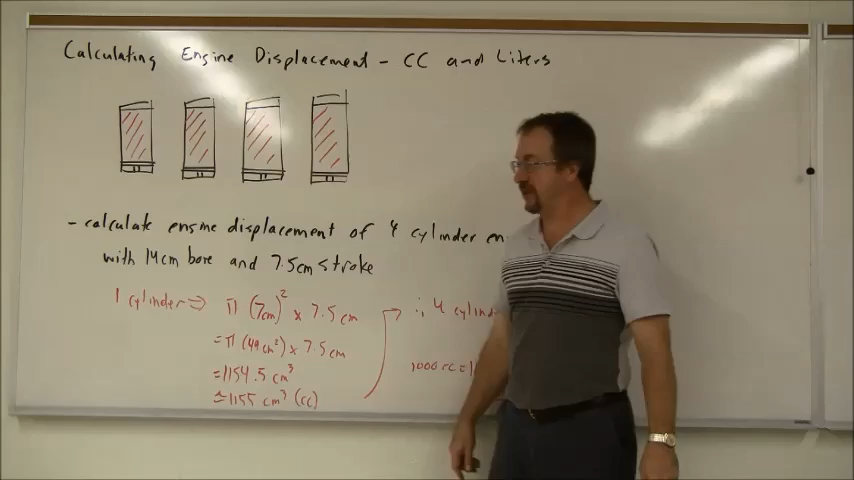 Calculating Engine Displacement - CC and Liters
- calculate engine displacement of 4 cylinder en
with 14cm bore and 7.5cm stroke
1 cylinder => π (7cm)² x 7.5 cm
= π (49 cm²) x 7.5 cm
= 1154.5 cm³
≈ 1155 cm³ (cc)
∴ 4 cylind
1000 cc = 1